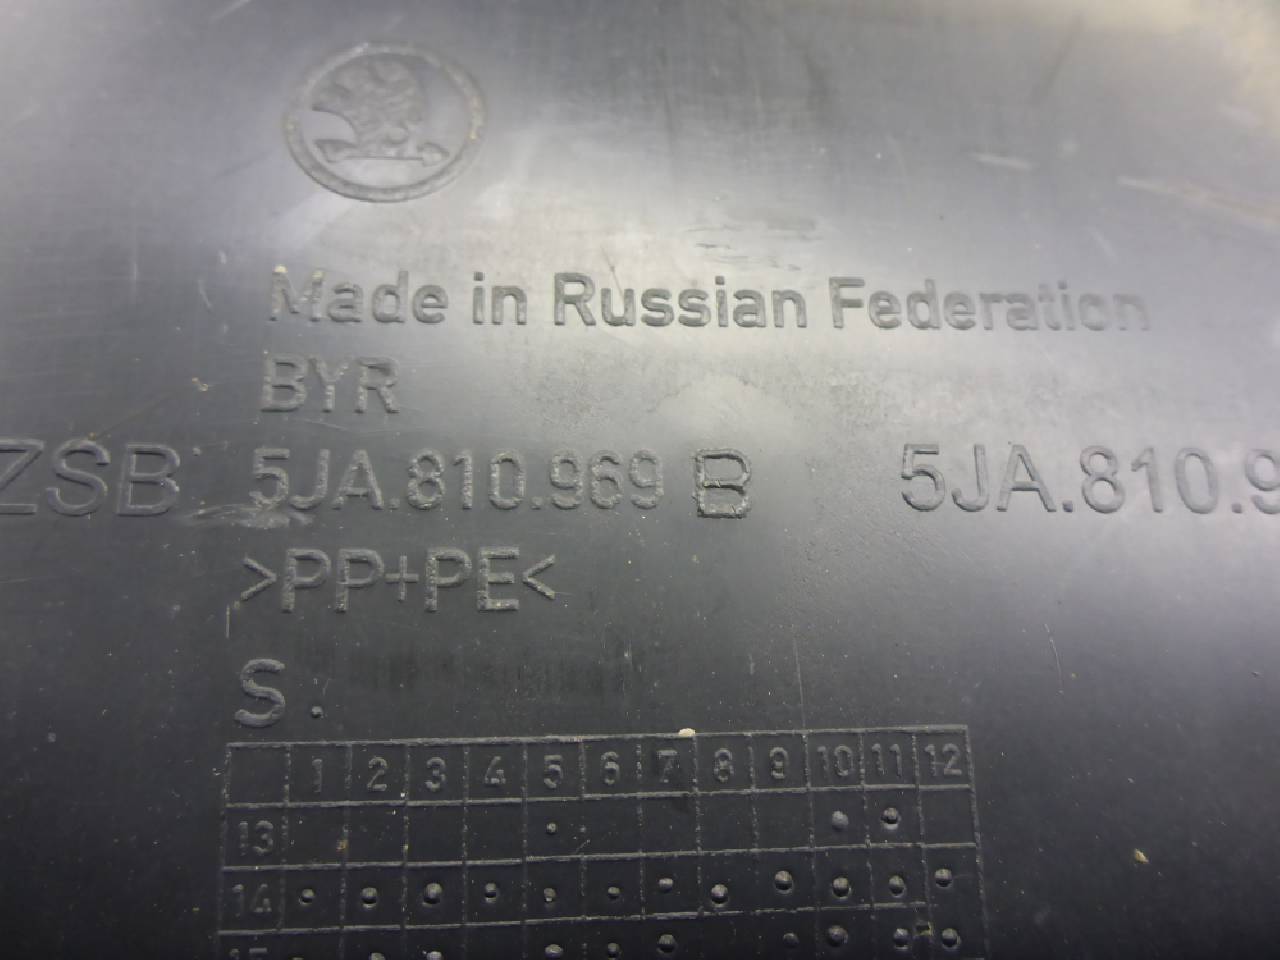 Made in Russian Federation
BYR
ZSB 5JA.810.969 B 5JA.810.9
>PP+PE<
S.
1 2 3 4 5 6 7 8 9 10 11 12
13
14
15